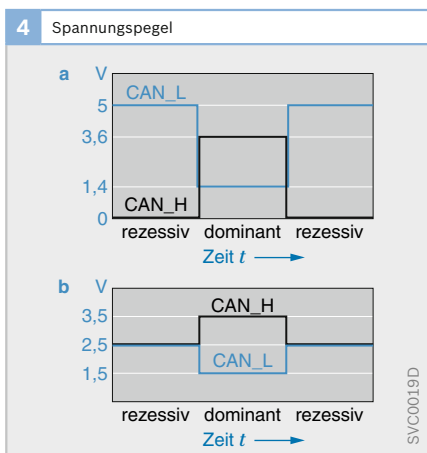 4 Spannungspegel
a V
CAN_L
5
3,6
1,4
CAN_H
0
rezessiv dominant rezessiv
Zeit t
b V
CAN_H
3,5
2,5
CAN_L
1,5
rezessiv dominant rezessiv
Zeit t
SVC0019D